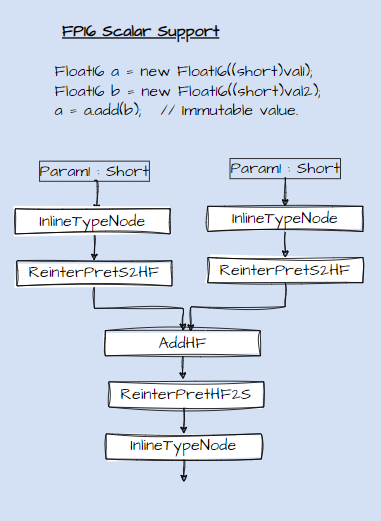 FP16 Scalar Support
Float16 a = new Float16((short)val1);
Float16 b = new Float16((short)val2);
a = a.add(b);   // Immutable value.
Param1 : Short
Param1 : Short
InlineTypeNode
InlineTypeNode
ReinterPretS2HF
ReinterPretS2HF
AddHF
ReinterPretHF2S
InlineTypeNode